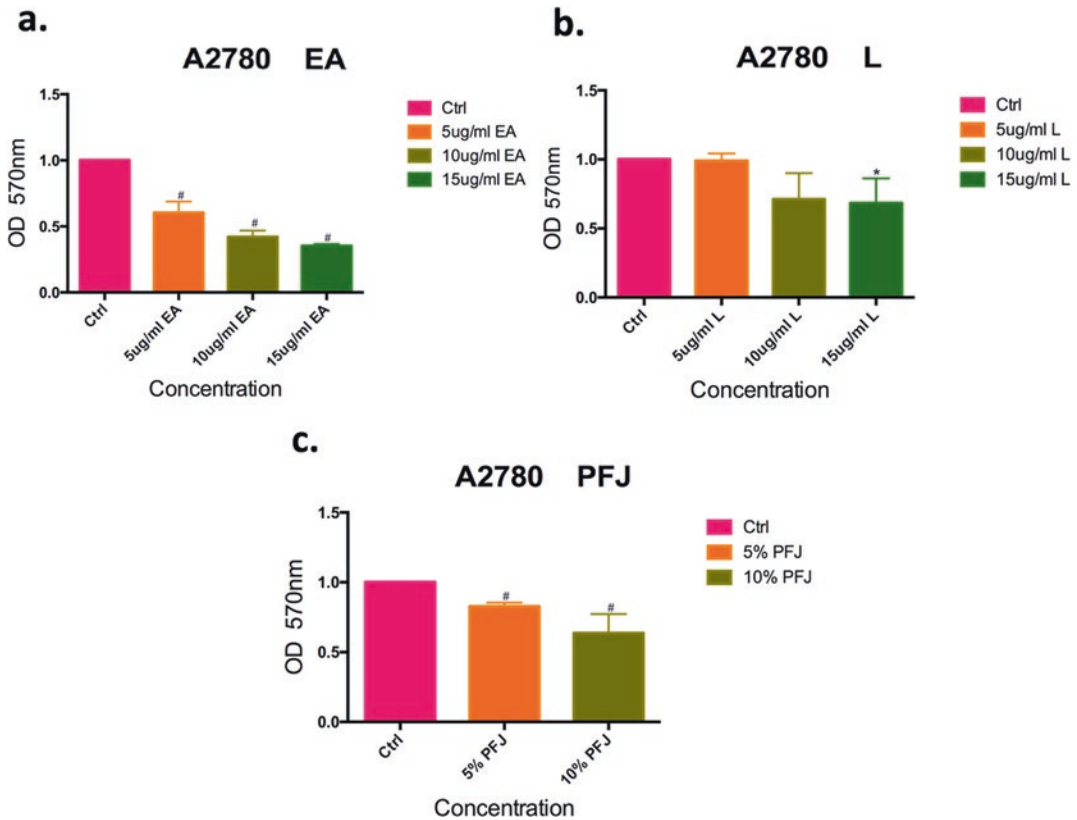 a.
A2780 EA
1.5
1.0
0.5
0.0
OD 570nm
#
#
#
Ctrl
5ug/ml EA
10ug/ml EA
15ug/ml EA
Concentration
Ctrl
5ug/ml EA
10ug/ml EA
15ug/ml EA
b.
A2780 L
1.5
1.0
0.5
0.0
OD 570nm
*
Ctrl
5ug/ml L
10ug/ml L
15ug/ml L
Concentration
Ctrl
5ug/ml L
10ug/ml L
15ug/ml L
c.
A2780 PFJ
1.5
1.0
0.5
0.0
OD 570nm
#
#
Ctrl
5% PFJ
10% PFJ
Concentration
Ctrl
5% PFJ
10% PFJ